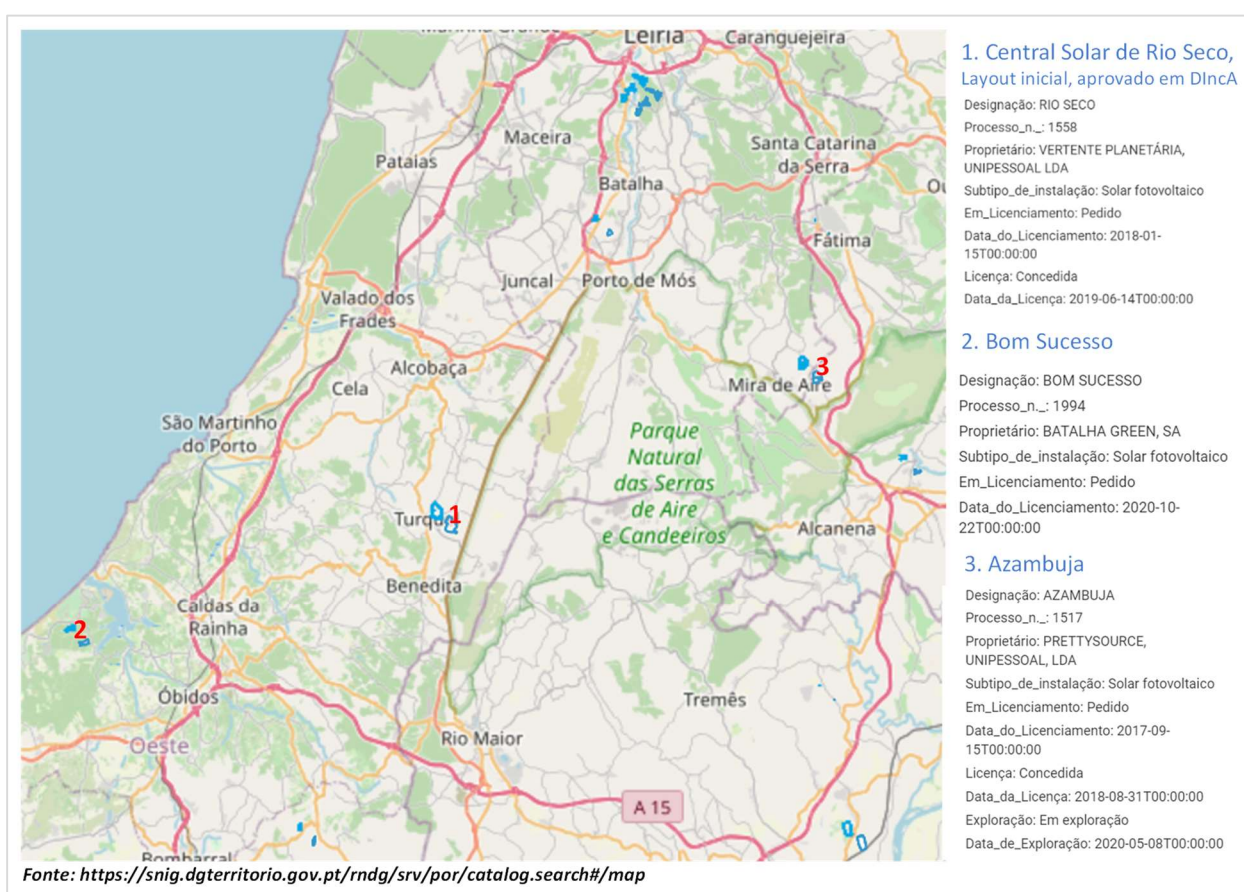 Leiria
Caranguejeira
Maceira
Santa Catarina
da Serra
Pataias
Batalha
Fátima
Juncal
Porto de Mós
Valado dos
Frades
Alcobaça
3
Mira de Aire
Cela
São Martinho
do Porto
Parque
Natural
das Serras
de Aire
e Candeeiros
1
Alcanena
Benedita
Caldas da
Rainha
2
Óbidos
Tremês
Oeste
Rio Maior
A 15
Bombarral
Fonte: https://snig.dgterritorio.gov.pt/rndg/srv/por/catalog.search#/map
1. Central Solar de Rio Seco,
Layout inicial, aprovado em DIncA
Designação: RIO SECO
Processo_n._: 1558
Proprietário: VERTENTE PLANETÁRIA,
UNIPESSOAL LDA
Subtipo_de_instalação: Solar fotovoltaico
Em_Licenciamento: Pedido
Data_do_Licenciamento: 2018-01-
15T00:00:00
Licença: Concedida
Data_da_Licença: 2019-06-14T00:00:00
2. Bom Sucesso
Designação: BOM SUCESSO
Processo_n._: 1994
Proprietário: BATALHA GREEN, SA
Subtipo_de_instalação: Solar fotovoltaico
Em_Licenciamento: Pedido
Data_do_Licenciamento: 2020-10-
22T00:00:00
3. Azambuja
Designação: AZAMBUJA
Processo_n._: 1517
Proprietário: PRETTYSOURCE,
UNIPESSOAL, LDA
Subtipo_de_instalação: Solar fotovoltaico
Em_Licenciamento: Pedido
Data_do_Licenciamento: 2017-09-
15T00:00:00
Licença: Concedida
Data_da_Licença: 2018-08-31T00:00:00
Exploração: Em exploração
Data_de_Exploração: 2020-05-08T00:00:00